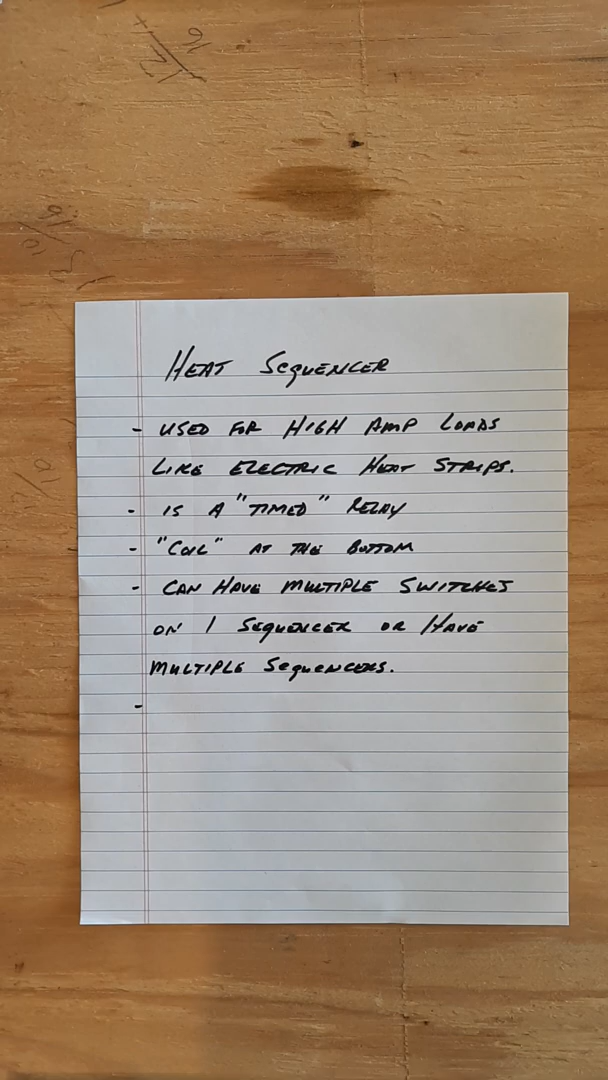 HEAT SEQUENCER
- USED FOR HIGH AMP LOADS
LIKE ELECTRIC HEAT STRIPS.
- IS A "TIMED" RELAY
- "COIL" AT THE BOTTOM
- CAN HAVE MULTIPLE SWITCHES
ON 1 SEQUENCER OR HAVE
MULTIPLE SEQUENCERS.
-